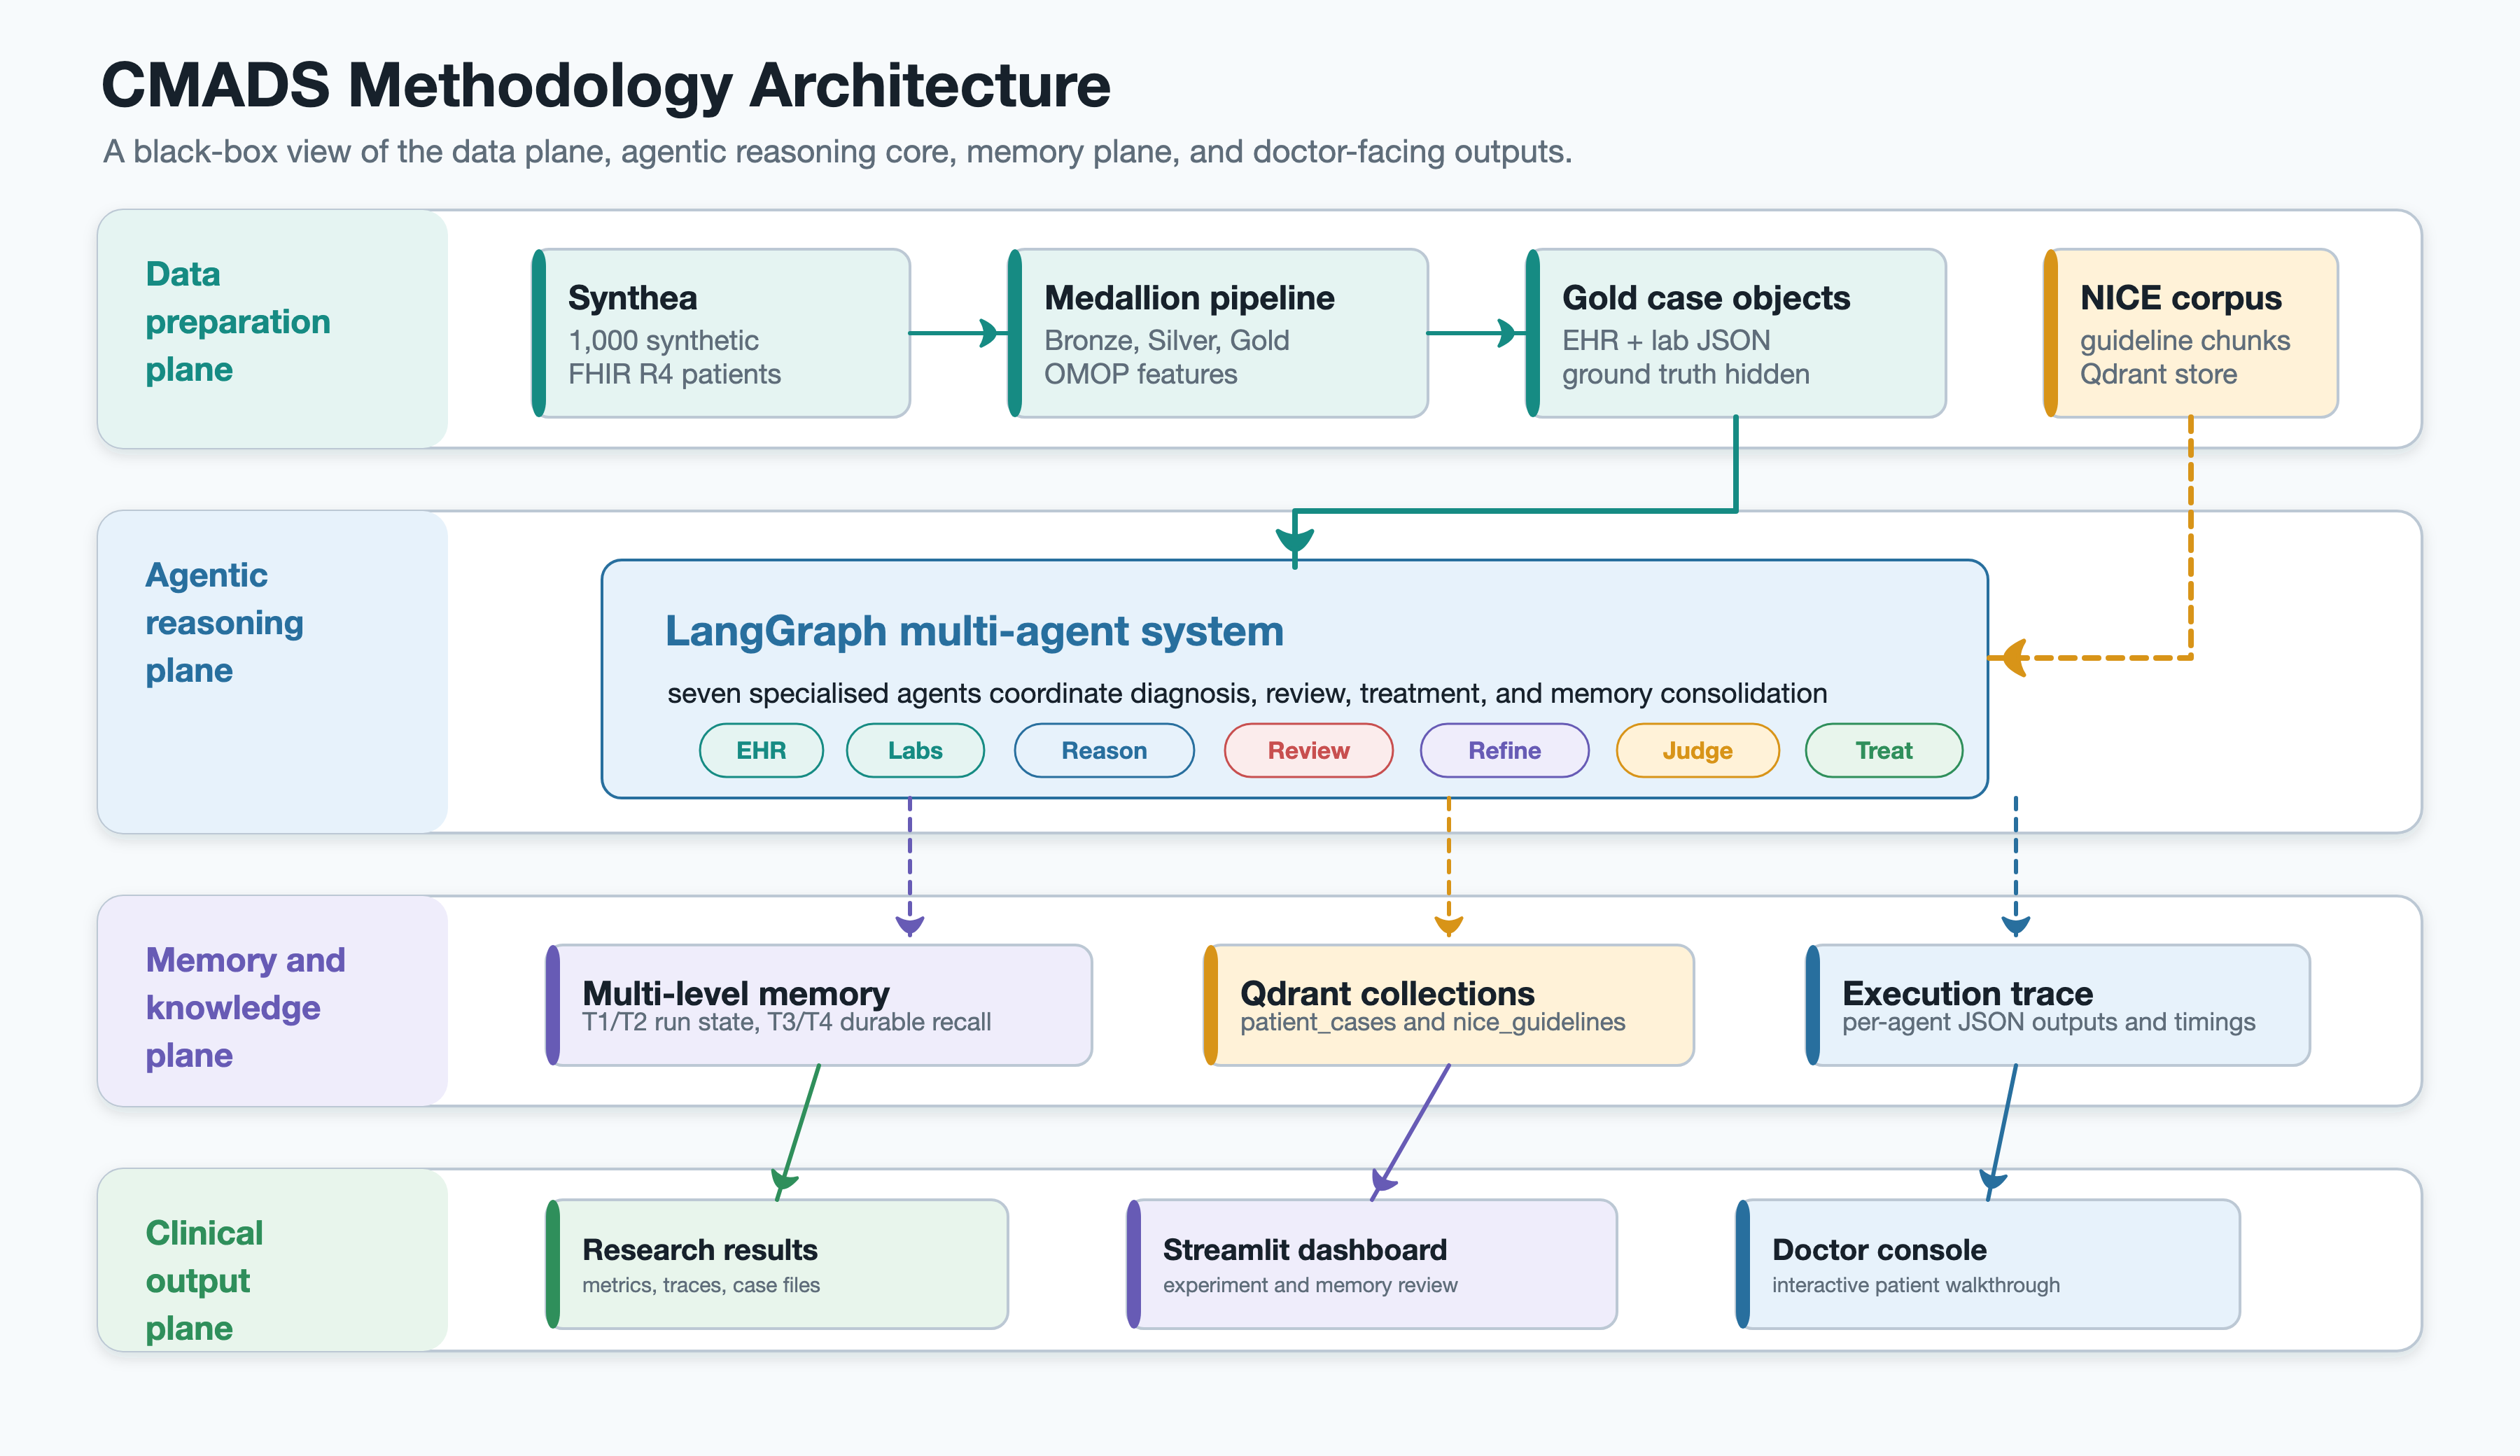 CMADS Methodology Architecture
A black-box view of the data plane, agentic reasoning core, memory plane, and doctor-facing outputs.
Data
preparation
plane
Synthea
1,000 synthetic
FHIR R4 patients
Medallion pipeline
Bronze, Silver, Gold
OMOP features
Gold case objects
EHR + lab JSON
ground truth hidden
NICE corpus
guideline chunks
Qdrant store
Agentic
reasoning
plane
LangGraph multi-agent system
seven specialised agents coordinate diagnosis, review, treatment, and memory consolidation
EHR
Labs
Reason
Review
Refine
Judge
Treat
Memory and
knowledge
plane
Multi-level memory
T1/T2 run state, T3/T4 durable recall
Qdrant collections
patient_cases and nice_guidelines
Execution trace
per-agent JSON outputs and timings
Clinical
output
plane
Research results
metrics, traces, case files
Streamlit dashboard
experiment and memory review
Doctor console
interactive patient walkthrough